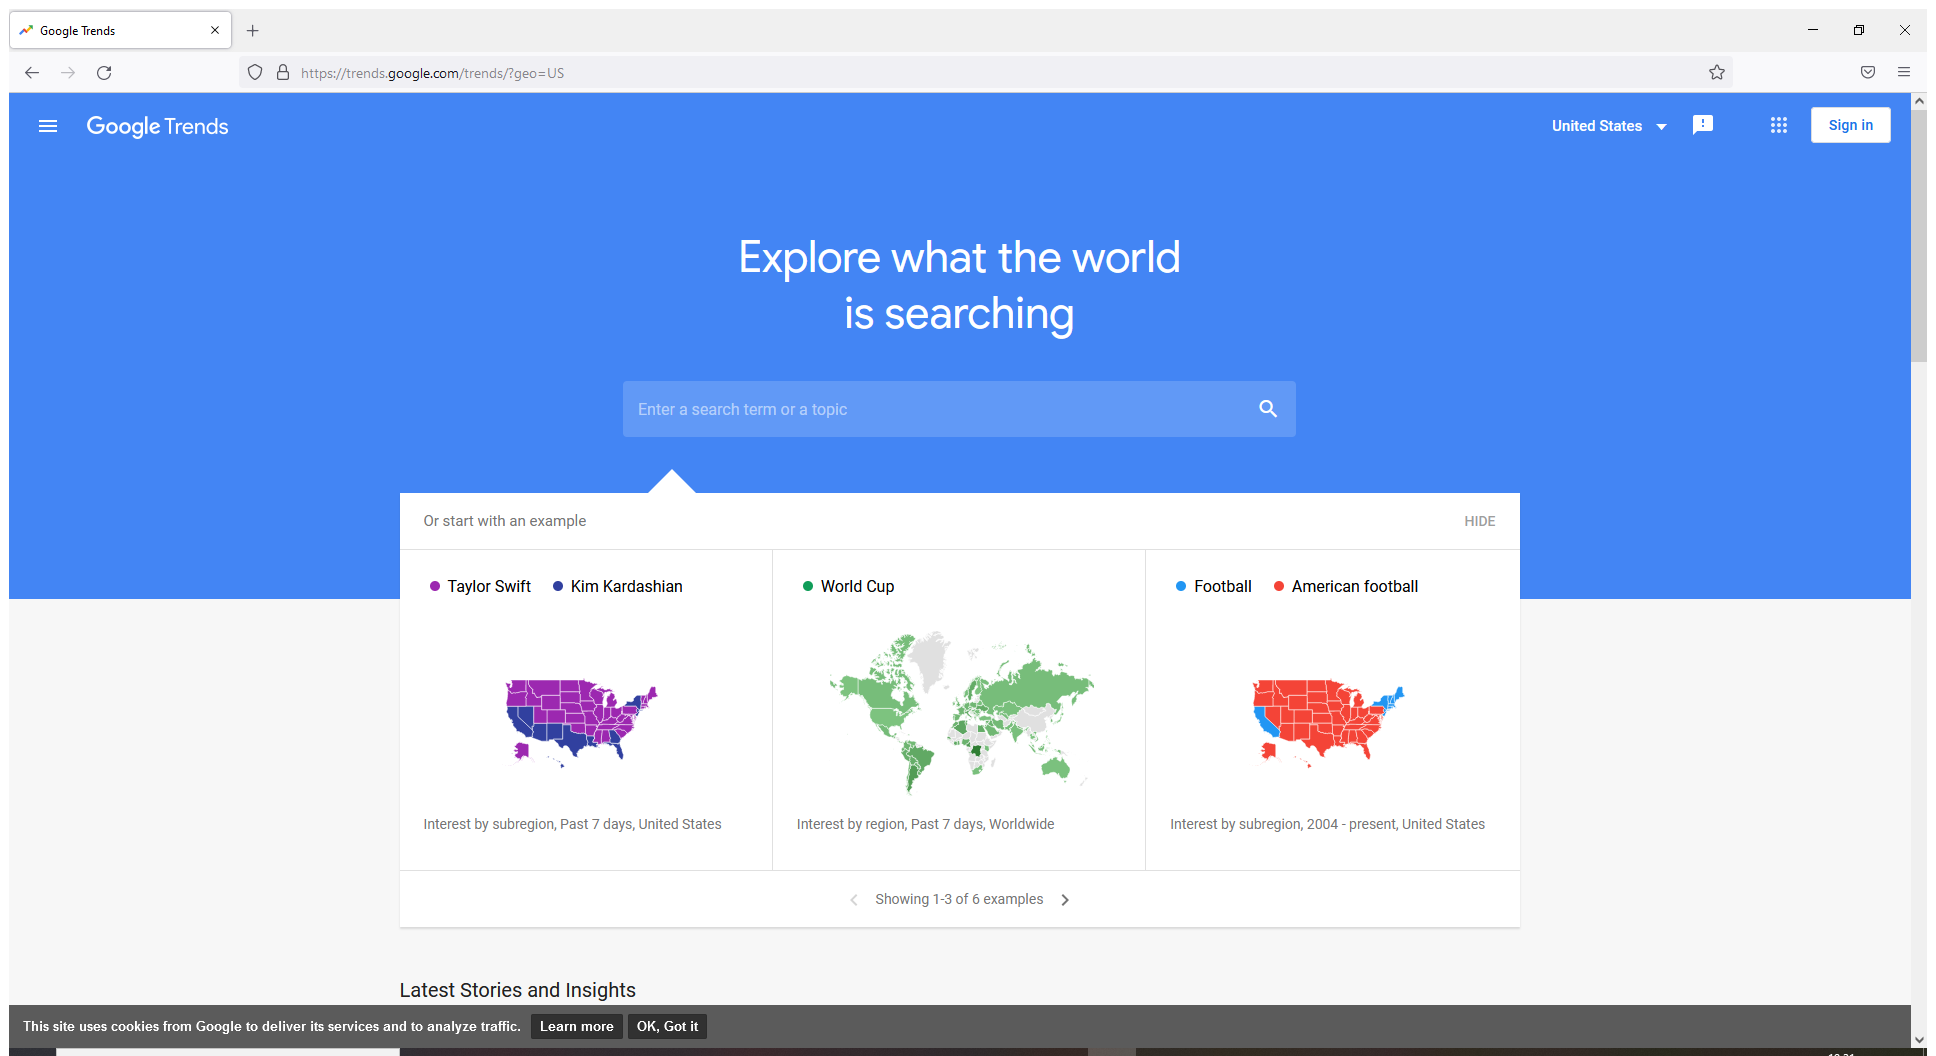 Google Trends
https://trends.google.com/trends/?geo=US
Google Trends
United States
Sign in
Explore what the world
is searching
Enter a search term or a topic
Or start with an example
HIDE
Taylor Swift Kim Kardashian
World Cup
Football American football
Interest by subregion, Past 7 days, United States
Interest by region, Past 7 days, Worldwide
Interest by subregion, 2004 - present, United States
Showing 1-3 of 6 examples
Latest Stories and Insights
This site uses cookies from Google to deliver its services and to analyze traffic. Learn more OK, Got it